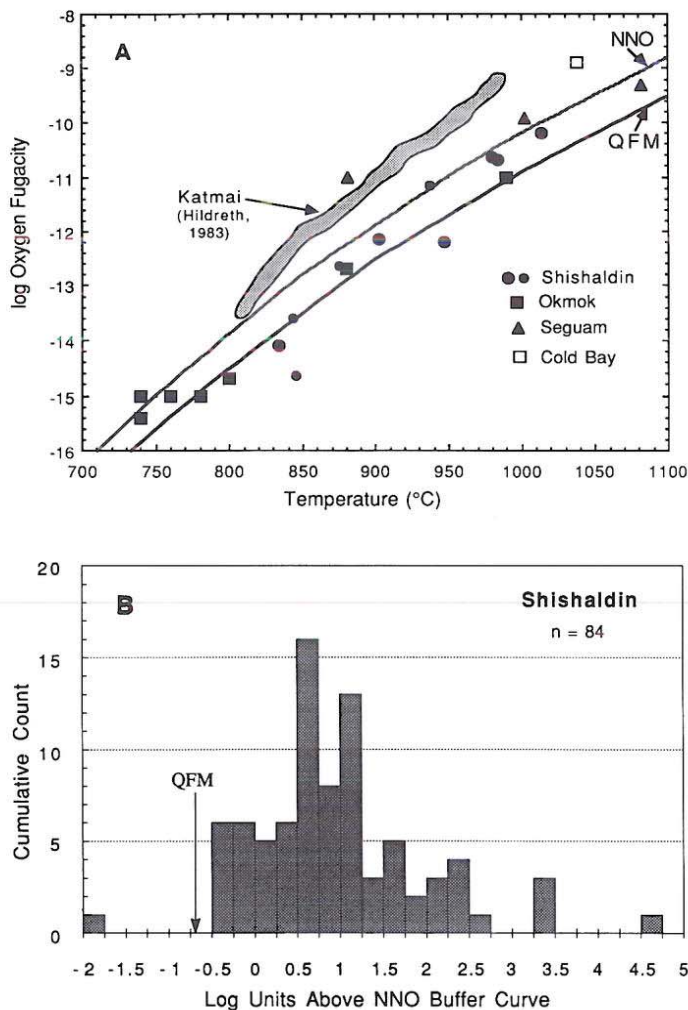 A
-8
-9
-10
-11
-12
-13
-14
-15
-16
log Oxygen Fugacity
NNO
QFM
Katmai
(Hildreth,
1983)
Shishaldin
Okmok
Seguam
Cold Bay
700 750 800 850 900 950 1000 1050 1100
Temperature (°C)
B
20
15
10
5
0
Cumulative Count
Shishaldin
n = 84
QFM
-2 -1.5 -1 -0.5 0 0.5 1 1.5 2 2.5 3 3.5 4 4.5 5
Log Units Above NNO Buffer Curve